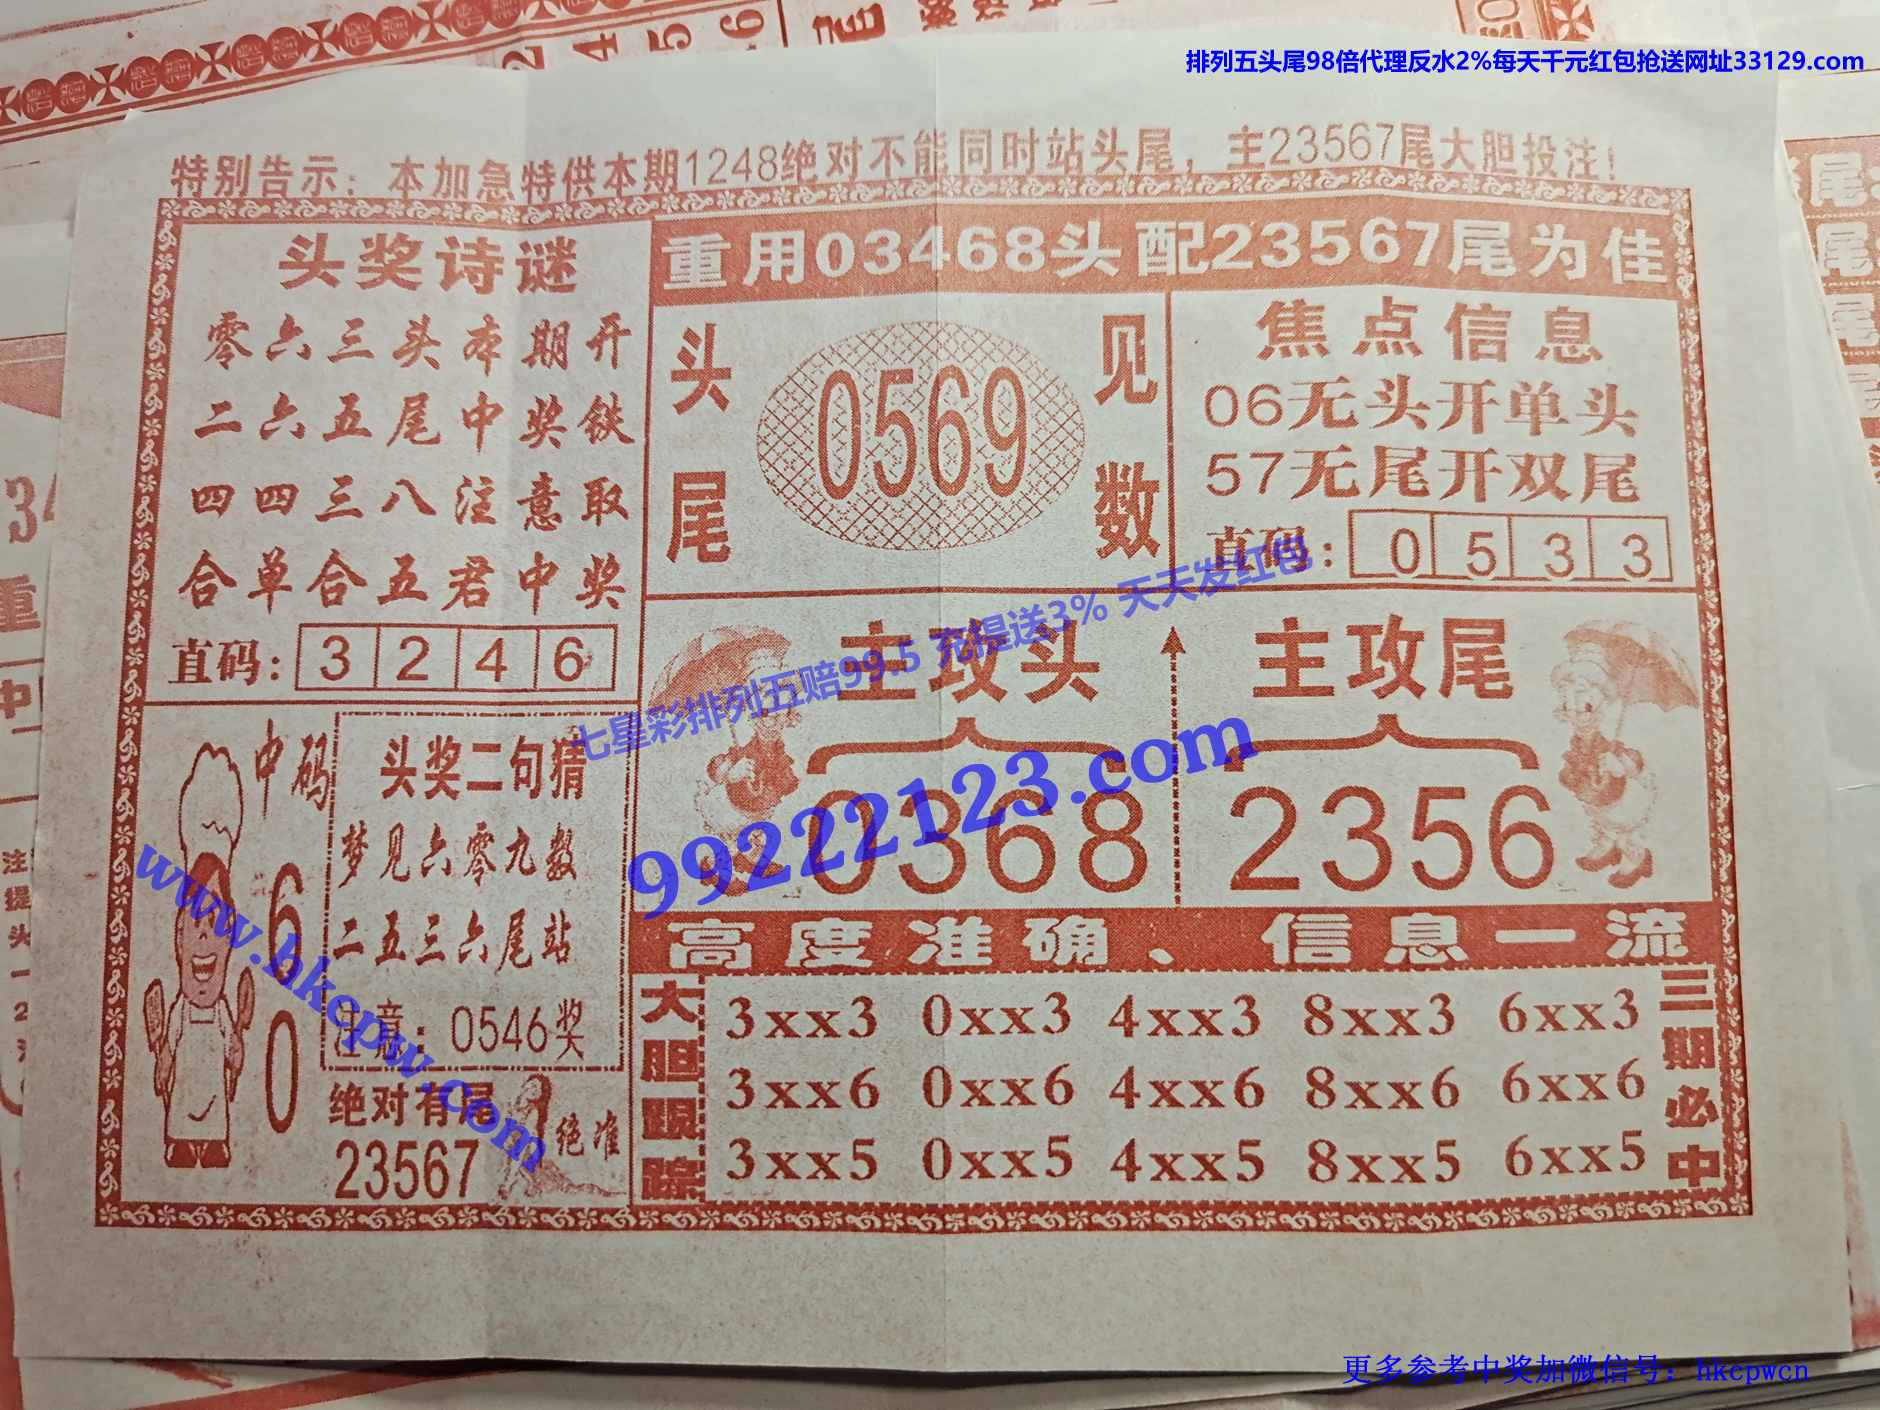 排列五头尾98倍代理反水2%每天千元红包抢送网址33129.com
特别告示：本加急特供本期1248绝对不能同时站头尾，主23567尾大胆投注！
头奖诗谜
零六三头本期开
二六五尾中奖铁
四四三八注意取
合单合五君中奖
直码：3246
重用03468头配23567尾为佳
头尾
0569
见数
焦点信息
06无头开单头
57无尾开双尾
直码：0533
七星彩排列五赔99.5 充提送3% 天天发红包
99222123.com
主攻头
0368
主攻尾
2356
中码
60
头奖二句猜
梦见六零九数
二五三六尾站
注意：0546奖
绝对有尾
23567
绝准
www.hkcpw.com
高度准确、信息一流
大胆跟踪
3xx3 0xx3 4xx3 8xx3 6xx3
3xx6 0xx6 4xx6 8xx6 6xx6
3xx5 0xx5 4xx5 8xx5 6xx5
三期必中
更多参考中奖加微信号：hkcpwcn